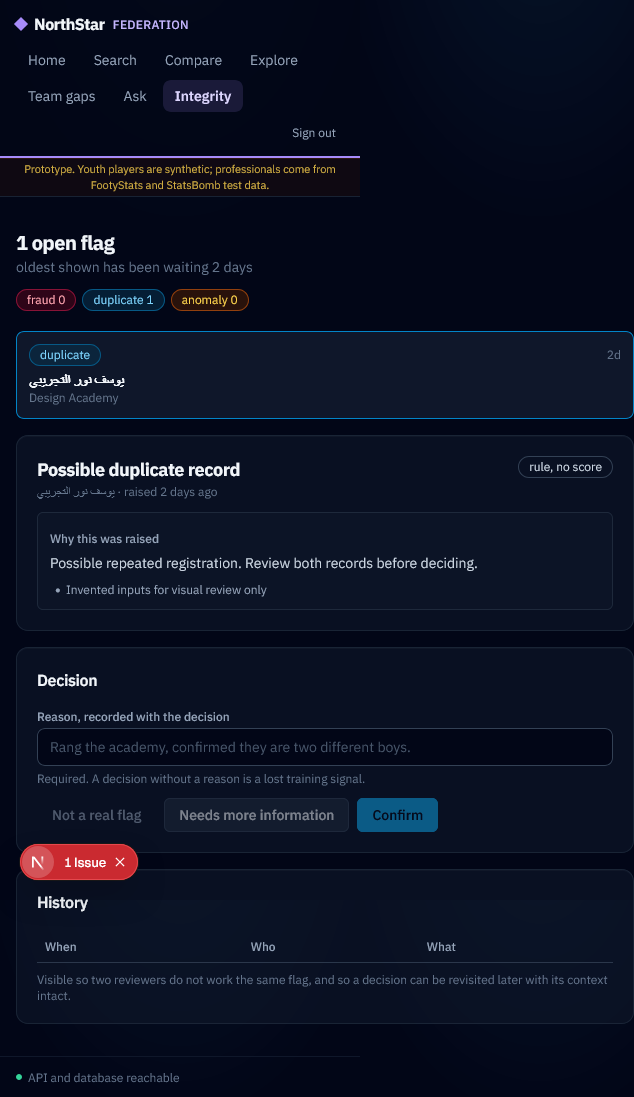 NorthStar FEDERATION
Home Search Compare Explore
Team gaps Ask Integrity
Sign out
Prototype. Youth players are synthetic; professionals come from
FootyStats and StatsBomb test data.
1 open flag
oldest shown has been waiting 2 days
fraud 0 duplicate 1 anomaly 0
duplicate 2d
يوسف نور التجريبي
Design Academy
Possible duplicate record rule, no score
يوسف نور التجريبي · raised 2 days ago
Why this was raised
Possible repeated registration. Review both records before deciding.
• Invented inputs for visual review only
Decision
Reason, recorded with the decision
Rang the academy, confirmed they are two different boys.
Required. A decision without a reason is a lost training signal.
Not a real flag Needs more information Confirm
N 1 Issue ×
History
When Who What
Visible so two reviewers do not work the same flag, and so a decision can be revisited later with its context
intact.
API and database reachable